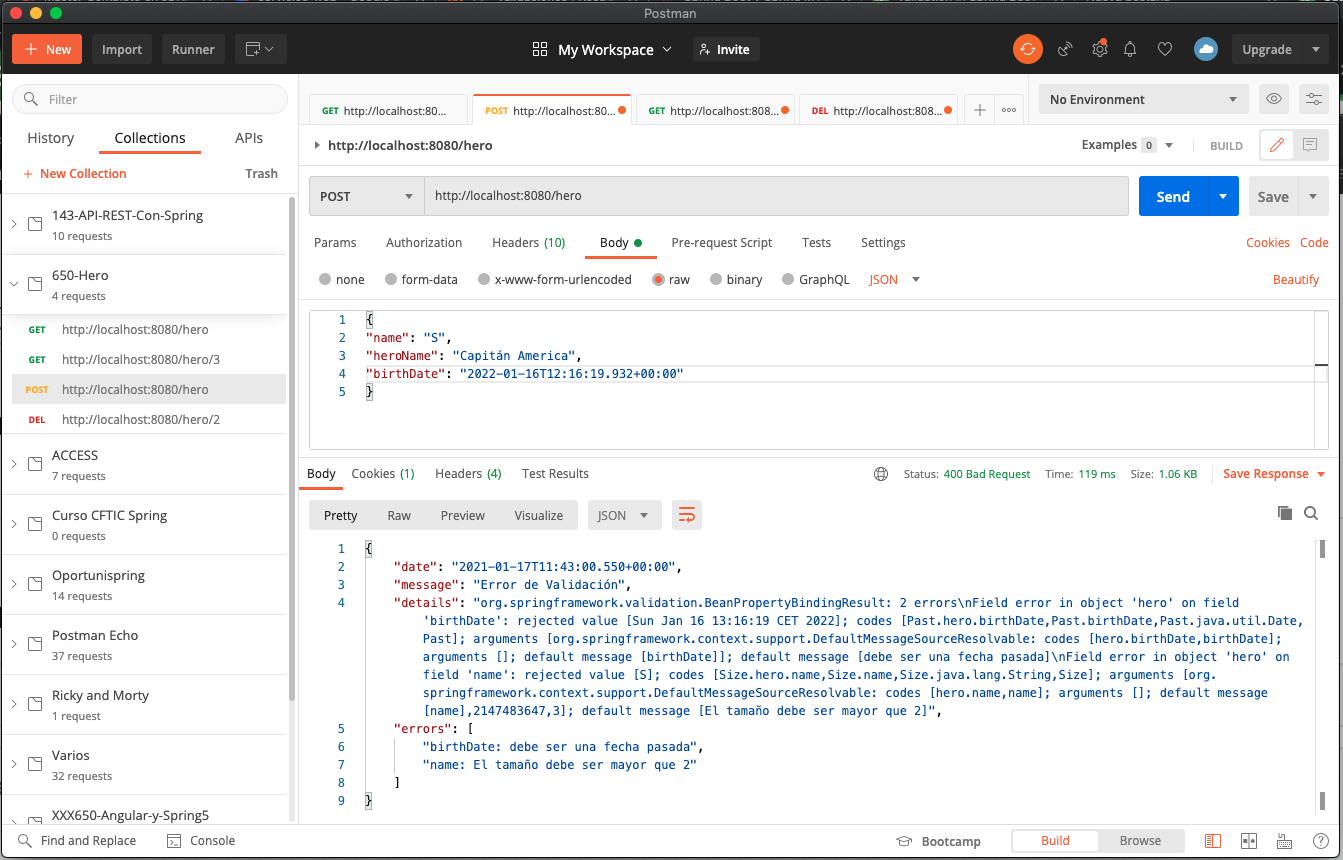 Postman
New
Import
Runner
My Workspace
Invite
Upgrade
Filter
History
Collections
APIs
+ New Collection
Trash
143-API-REST-Con-Spring
10 requests
650-Hero
4 requests
GET http://localhost:8080/hero
GET http://localhost:8080/hero/3
POST http://localhost:8080/hero
DEL http://localhost:8080/hero/2
ACCESS
7 requests
Curso CFTIC Spring
0 requests
Oportunispring
14 requests
Postman Echo
37 requests
Ricky and Morty
1 request
Varios
32 requests
XXX650-Angular-y-Spring5
GET http://localhost:80...
POST http://localhost:80...
GET http://localhost:808...
DEL http://localhost:808...
No Environment
http://localhost:8080/hero
Examples 0
BUILD
POST
http://localhost:8080/hero
Send
Save
Params
Authorization
Headers (10)
Body
Pre-request Script
Tests
Settings
Cookies
Code
none
form-data
x-www-form-urlencoded
raw
binary
GraphQL
JSON
Beautify
1 {
2 "name": "S",
3 "heroName": "Capitán America",
4 "birthDate": "2022-01-16T12:16:19.932+00:00"
5 }
Body
Cookies (1)
Headers (4)
Test Results
Status: 400 Bad Request
Time: 119 ms
Size: 1.06 KB
Save Response
Pretty
Raw
Preview
Visualize
JSON
1 {
2 "date": "2021-01-17T11:43:00.550+00:00",
3 "message": "Error de Validación",
4 "details": "org.springframework.validation.BeanPropertyBindingResult: 2 errors\nField error in object 'hero' on field
'birthDate': rejected value [Sun Jan 16 13:16:19 CET 2022]; codes [Past.hero.birthDate,Past.birthDate,Past.java.util.Date,
Past]; arguments [org.springframework.context.support.DefaultMessageSourceResolvable: codes [hero.birthDate,birthDate];
arguments []; default message [birthDate]]; default message [debe ser una fecha pasada]\nField error in object 'hero' on
field 'name': rejected value [S]; codes [Size.hero.name,Size.name,Size.java.lang.String,Size]; arguments [org.
springframework.context.support.DefaultMessageSourceResolvable: codes [hero.name,name]; arguments []; default message
[name],2147483647,3]; default message [El tamaño debe ser mayor que 2]",
5 "errors": [
6 "birthDate: debe ser una fecha pasada",
7 "name: El tamaño debe ser mayor que 2"
8 ]
9 }
Find and Replace
Console
Bootcamp
Build
Browse